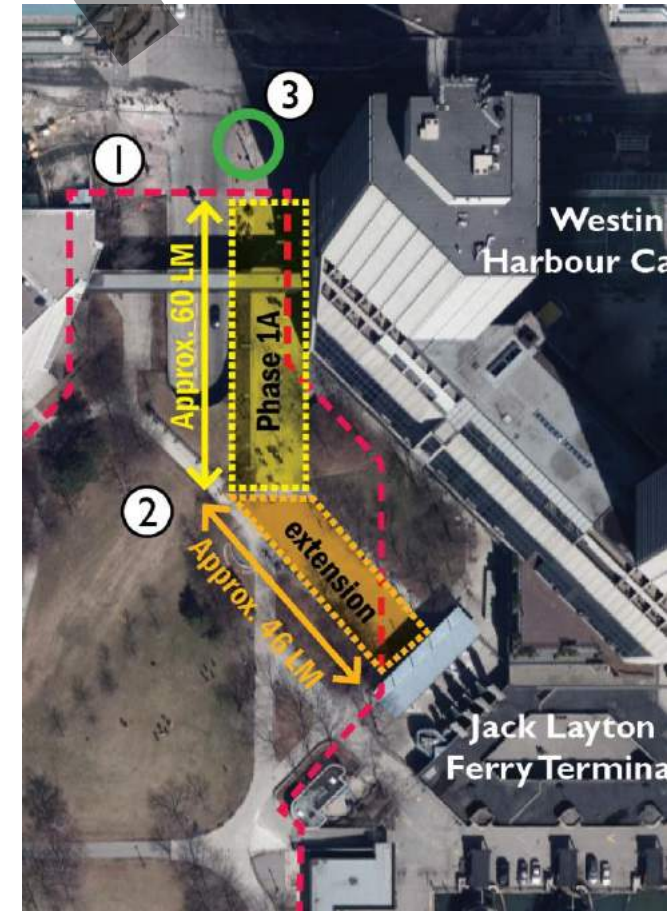 3
1
Westin
Harbour Ca
Approx. 60 LM
Phase 1A
2
extension
Approx. 46 LM
Jack Layton
Ferry Termina